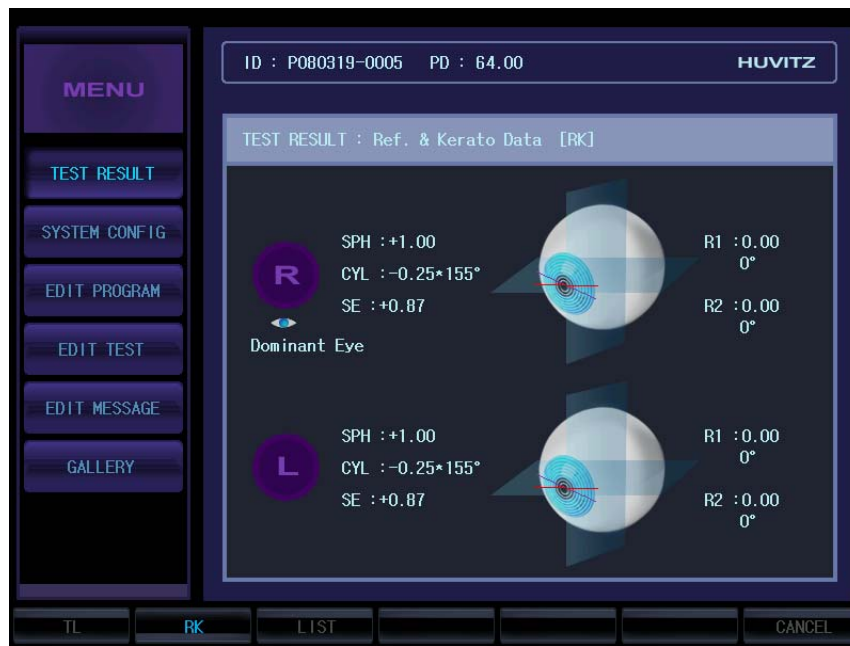 MENU
TEST RESULT
SYSTEM CONFIG
EDIT PROGRAM
EDIT TEST
EDIT MESSAGE
GALLERY
ID : P080319-0005 PD : 64.00 HUVITZ
TEST RESULT : Ref. & Kerato Data [RK]
R
Dominant Eye
SPH :+1.00
CYL :-0.25*155°
SE :+0.87
R1 :0.00
0°
R2 :0.00
0°
L
SPH :+1.00
CYL :-0.25*155°
SE :+0.87
R1 :0.00
0°
R2 :0.00
0°
TL RK LIST CANCEL